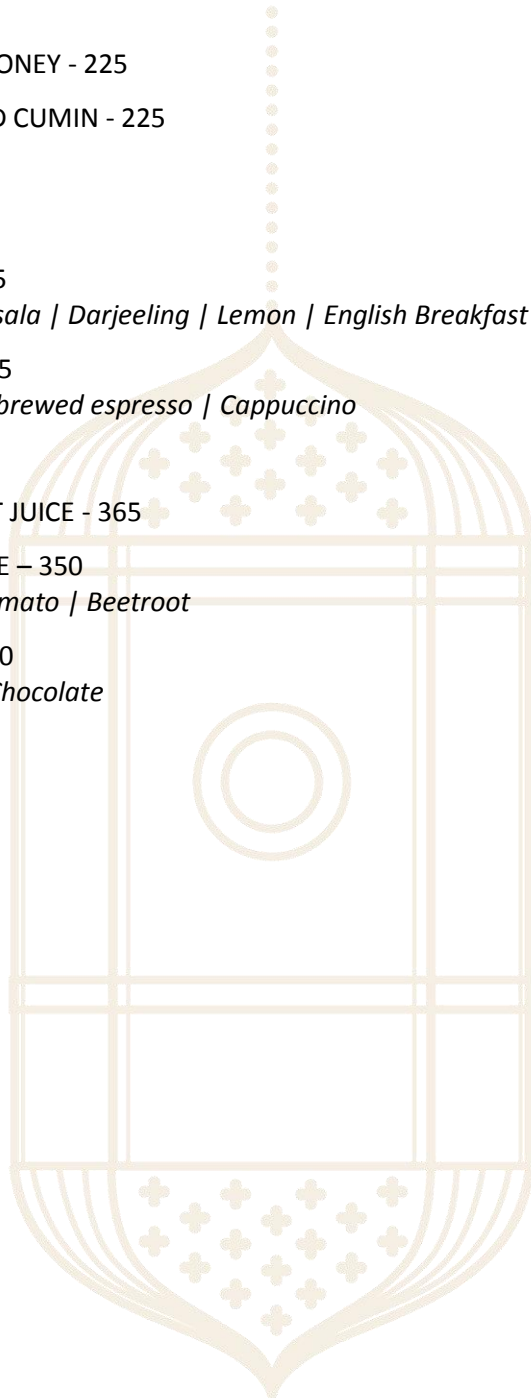 ONEY - 225
D CUMIN - 225
5
sala | Darjeeling | Lemon | English Breakfast
5
brewed espresso | Cappuccino
T JUICE - 365
E – 350
mato | Beetroot
0
Chocolate